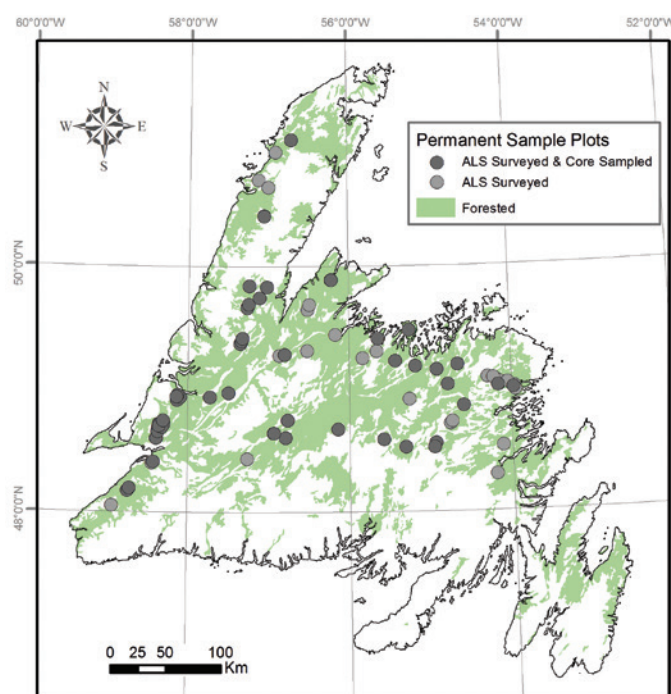 60°0'0"W 58°0'0"W 56°0'0"W 54°0'0"W 52°0'0"W
N
W E
S
Permanent Sample Plots
ALS Surveyed & Core Sampled
ALS Surveyed
Forested
50°0'0"N
48°0'0"N
0 25 50 100
Km